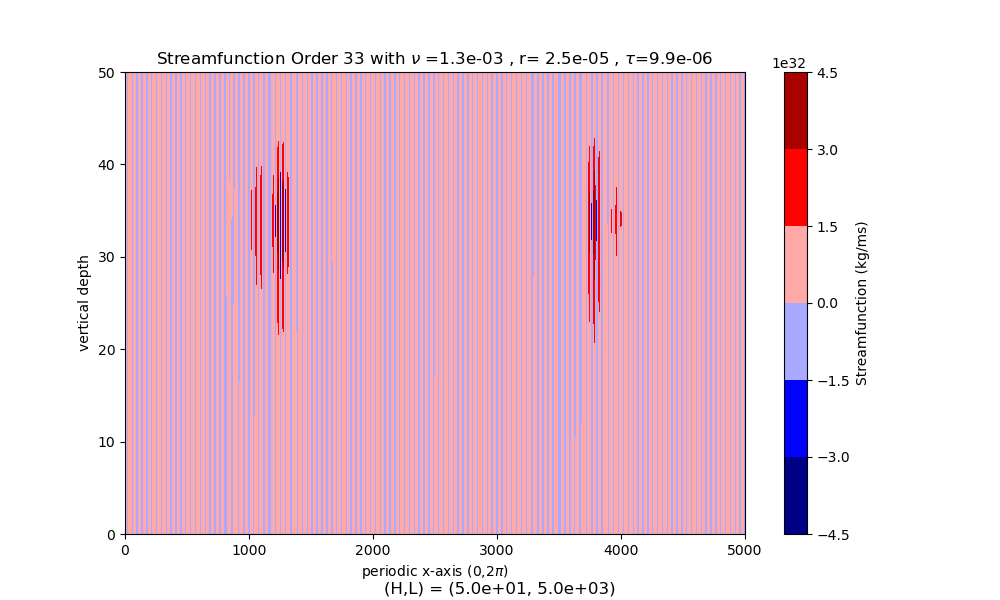 Streamfunction Order 33 with ν =1.3e-03 , r= 2.5e-05 , τ=9.9e-06
1e32
50
40
30
20
10
0
vertical depth
0 1000 2000 3000 4000 5000
periodic x-axis (0,2π)
(H,L) = (5.0e+01, 5.0e+03)
4.5
3.0
1.5
0.0
−1.5
−3.0
−4.5
Streamfunction (kg/ms)